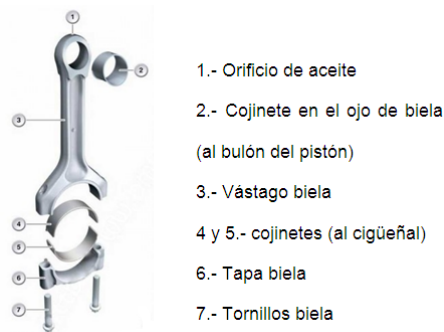 1
2
3
4
5
6
7
1.- Orificio de aceite
2.- Cojinete en el ojo de biela
(al bulón del pistón)
3.- Vástago biela
4 y 5.- cojinetes (al cigüeñal)
6.- Tapa biela
7.- Tornillos biela